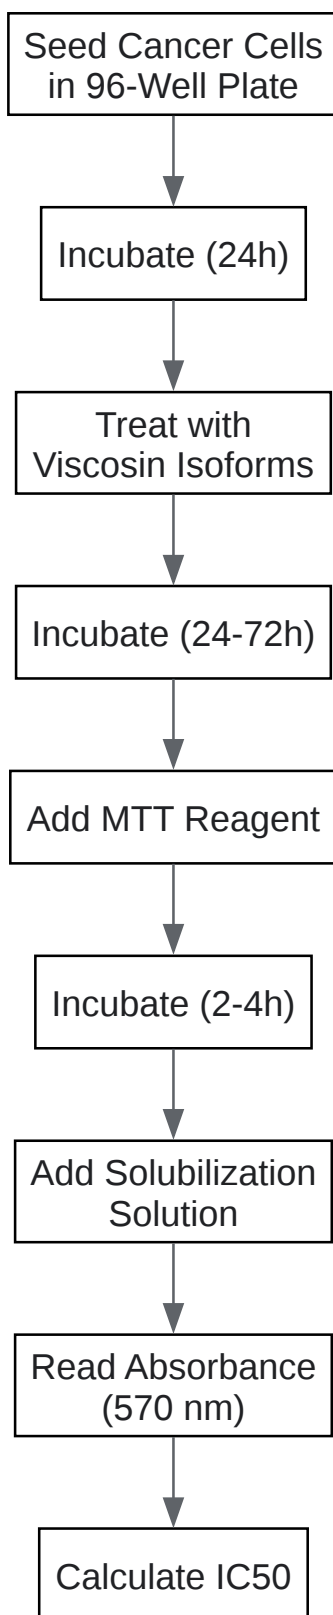 Seed Cancer Cells
in 96-Well Plate
Incubate (24h)
Treat with
Viscosin Isoforms
Incubate (24-72h)
Add MTT Reagent
Incubate (2-4h)
Add Solubilization
Solution
Read Absorbance
(570 nm)
Calculate IC50